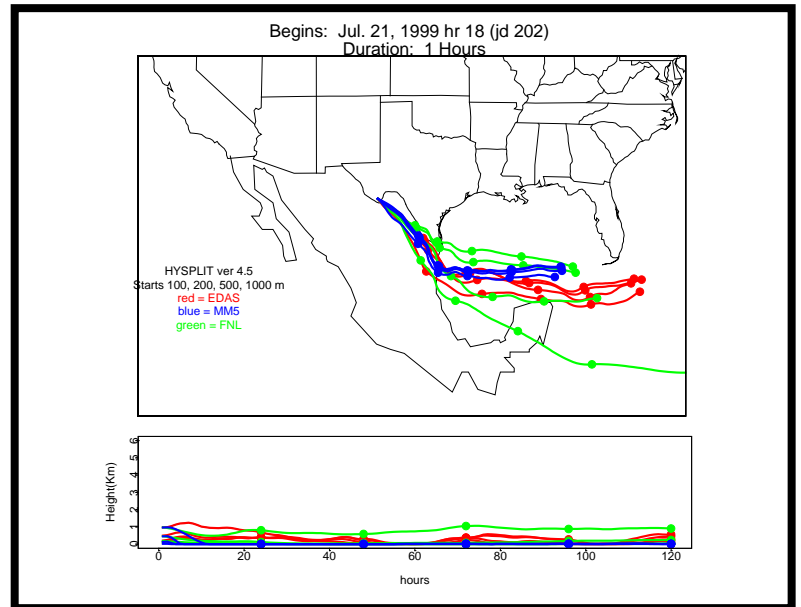 Begins:  Jul. 21, 1999 hr 18 (jd 202)
Duration:  1 Hours
HYSPLIT ver 4.5
Starts 100, 200, 500, 1000 m
red = EDAS
blue = MM5
green = FNL
Height(Km)
6
5
4
3
2
1
0
0 20 40 60 80 100 120
hours